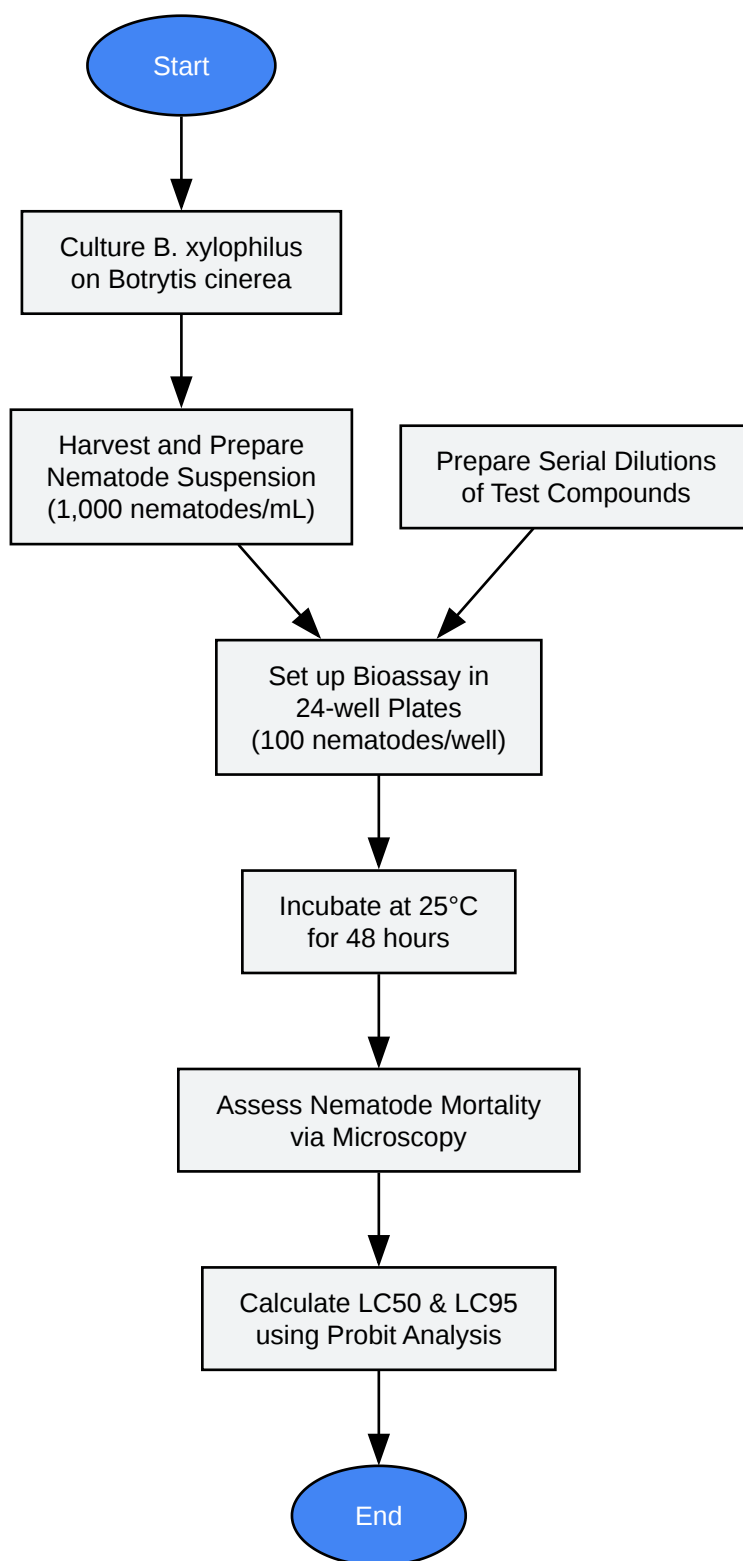 Start
Culture B. xylophilus
on Botrytis cinerea
Harvest and Prepare
Nematode Suspension
(1,000 nematodes/mL)
Prepare Serial Dilutions
of Test Compounds
Set up Bioassay in
24-well Plates
(100 nematodes/well)
Incubate at 25°C
for 48 hours
Assess Nematode Mortality
via Microscopy
Calculate LC50 & LC95
using Probit Analysis
End